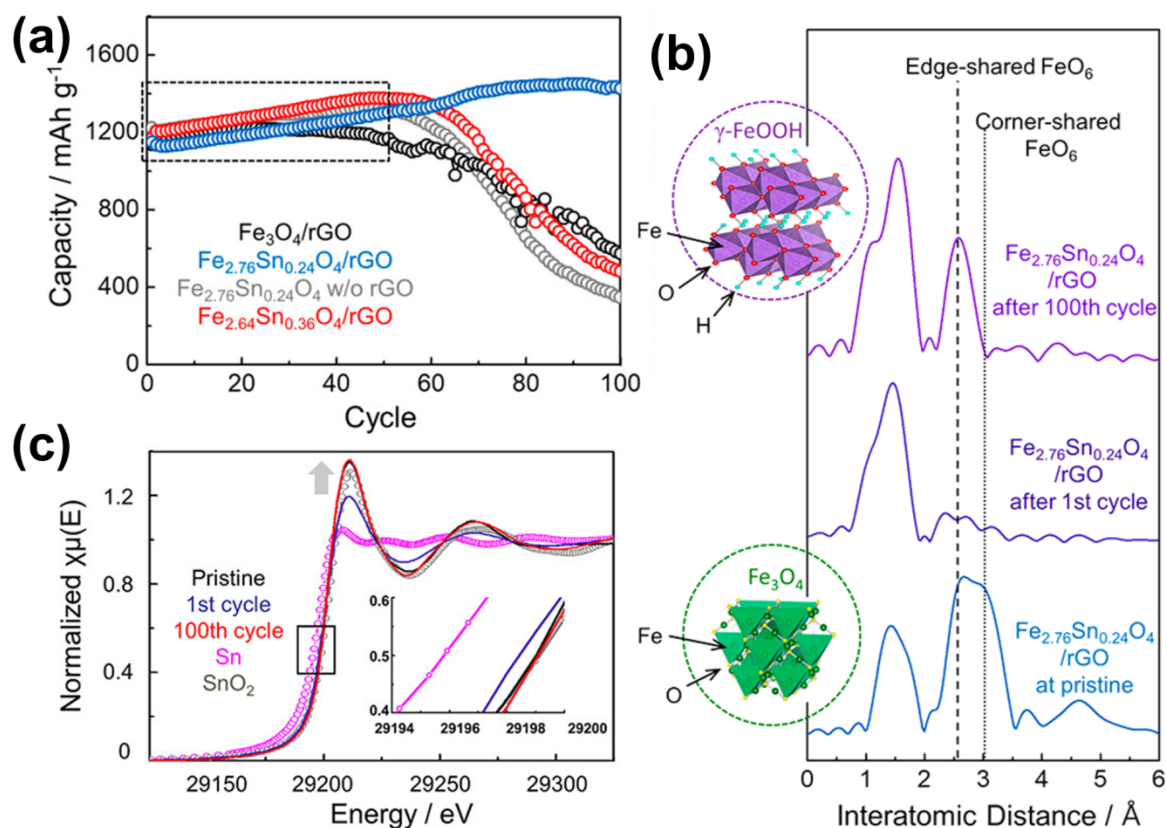 (a)
Capacity / mAh g⁻¹
1600
1200
800
400
0
0 20 40 60 80 100
Cycle
Fe₃O₄/rGO
Fe₂.₇₆Sn₀.₂₄O₄/rGO
Fe₂.₇₆Sn₀.₂₄O₄ w/o rGO
Fe₂.₆₄Sn₀.₃₆O₄/rGO
(b)
Edge-shared FeO₆
Corner-shared
FeO₆
γ-FeOOH
Fe
O
H
Fe₂.₇₆Sn₀.₂₄O₄
/rGO
after 100th cycle
Fe₂.₇₆Sn₀.₂₄O₄
/rGO
after 1st cycle
Fe₃O₄
Fe
O
Fe₂.₇₆Sn₀.₂₄O₄
/rGO
at pristine
0 1 2 3 4 5 6
Interatomic Distance / Å
(c)
Normalized χμ(E)
1.2
0.8
0.4
0
Pristine
1st cycle
100th cycle
Sn
SnO₂
0.6
0.5
0.4
29194 29196 29198 29200
29150 29200 29250 29300
Energy / eV